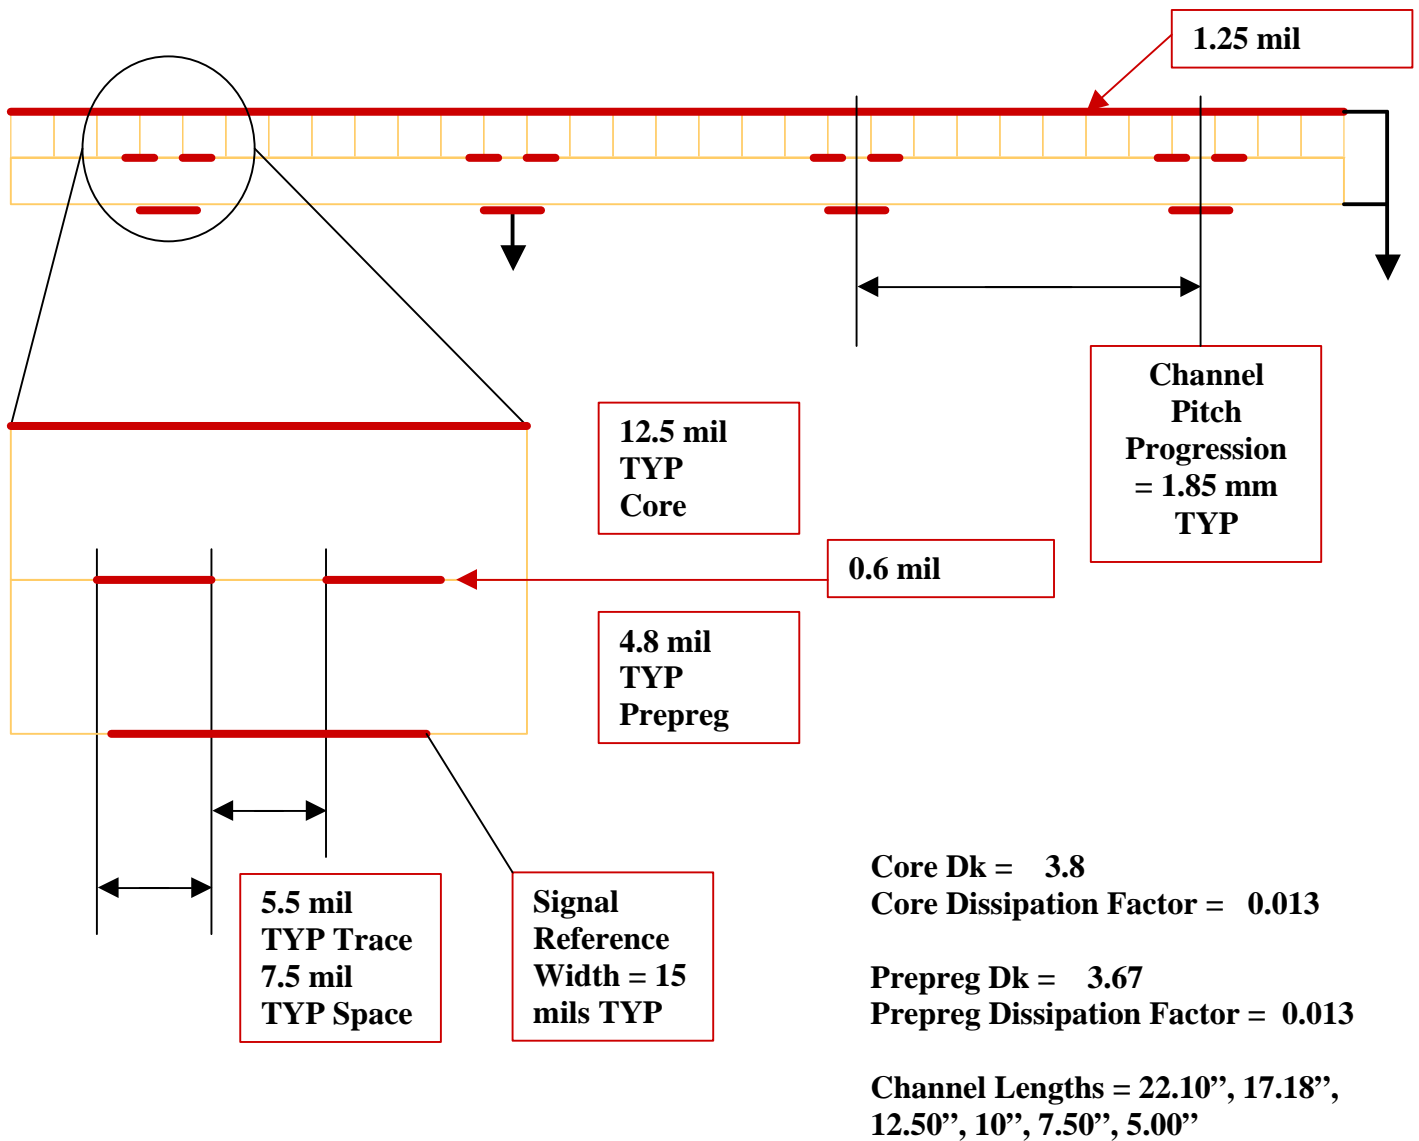 1.25 mil
Channel
Pitch
Progression
= 1.85 mm
TYP
12.5 mil
TYP
Core
0.6 mil
4.8 mil
TYP
Prepreg
5.5 mil
TYP Trace
7.5 mil
TYP Space
Signal
Reference
Width = 15
mils TYP
Core Dk = 3.8
Core Dissipation Factor = 0.013
Prepreg Dk = 3.67
Prepreg Dissipation Factor = 0.013
Channel Lengths = 22.10”, 17.18”,
12.50”, 10”, 7.50”, 5.00”